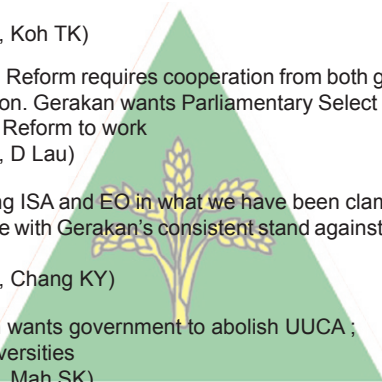 , Koh TK)
Reform requires cooperation from both g
on. Gerakan wants Parliamentary Select
Reform to work
, D Lau)
ng ISA and EO in what we have been clam
e with Gerakan's consistent stand against
, Chang KY)
wants government to abolish UUCA ;
versities
, Mah SK)